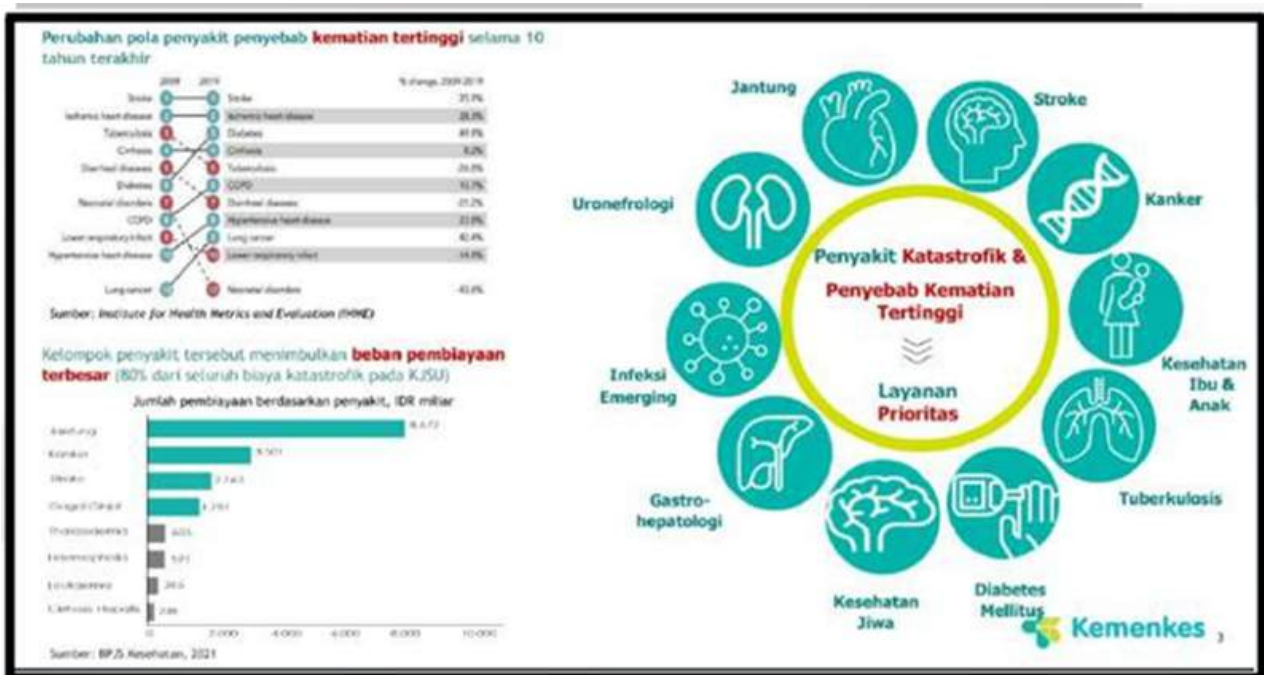 Perubahan pola penyakit penyebab kematian tertinggi selama 10
tahun terakhir
2009 2019 % change, 2009-2019
Stroke Stroke
Ischemic heart disease Ischemic heart disease
Tuberculosis Diabetes
Cirrhosis Cirrhosis
Diarrheal diseases Tuberculosis
Diabetes COPD
Neonatal disorders Diarrheal diseases
COPD Hypertensive heart disease
Lower respiratory infect Lung cancer
Hypertensive heart disease Lower respiratory infect
Lung cancer Neonatal disorders
Sumber: Institute for Health Metrics and Evaluation (IHME)
Kelompok penyakit tersebut menimbulkan beban pembiayaan
terbesar (80% dari seluruh biaya katastrofik pada KJSU)
Jumlah pembiayaan berdasarkan penyakit, IDR miliar
Jantung
Kanker
Stroke
Gagal Ginjal
Thalassemia
Haemophilia
Leukaemia
0 2.000 4.000 6.000 8.000 10.000
Sumber: BPJS Kesehatan, 2021
Jantung
Stroke
Kanker
Kesehatan
Ibu &
Anak
Tuberkulosis
Diabetes
Mellitus
Kesehatan
Jiwa
Gastro-
hepatologi
Infeksi
Emerging
Uronefrologi
Penyakit Katastrofik &
Penyebab Kematian
Tertinggi
Layanan
Prioritas
Kemenkes
3